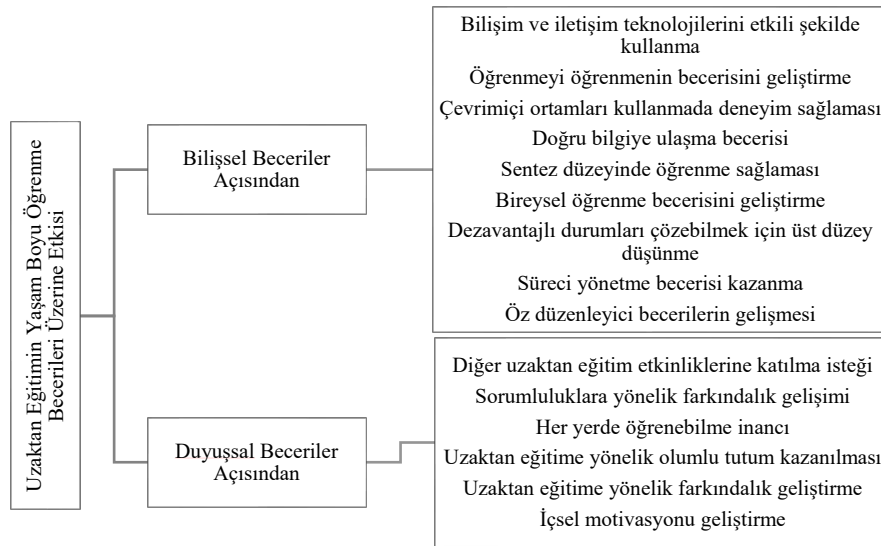 Uzaktan Eğitimin Yaşam Boyu Öğrenme
Becerileri Üzerine Etkisi
Bilişsel Beceriler
Açısından
Bilişim ve iletişim teknolojilerini etkili şekilde
kullanma
Öğrenmeyi öğrenmenin becerisini geliştirme
Çevrimiçi ortamları kullanmada deneyim sağlaması
Doğru bilgiye ulaşma becerisi
Sentez düzeyinde öğrenme sağlaması
Bireysel öğrenme becerisini geliştirme
Dezavantajlı durumları çözebilmek için üst düzey
düşünme
Süreci yönetme becerisi kazanma
Öz düzenleyici becerilerin gelişmesi
Duyuşsal Beceriler
Açısından
Diğer uzaktan eğitim etkinliklerine katılma isteği
Sorumluluklara yönelik farkındalık gelişimi
Her yerde öğrenebilme inancı
Uzaktan eğitime yönelik olumlu tutum kazanılması
Uzaktan eğitime yönelik farkındalık geliştirme
İçsel motivasyonu geliştirme